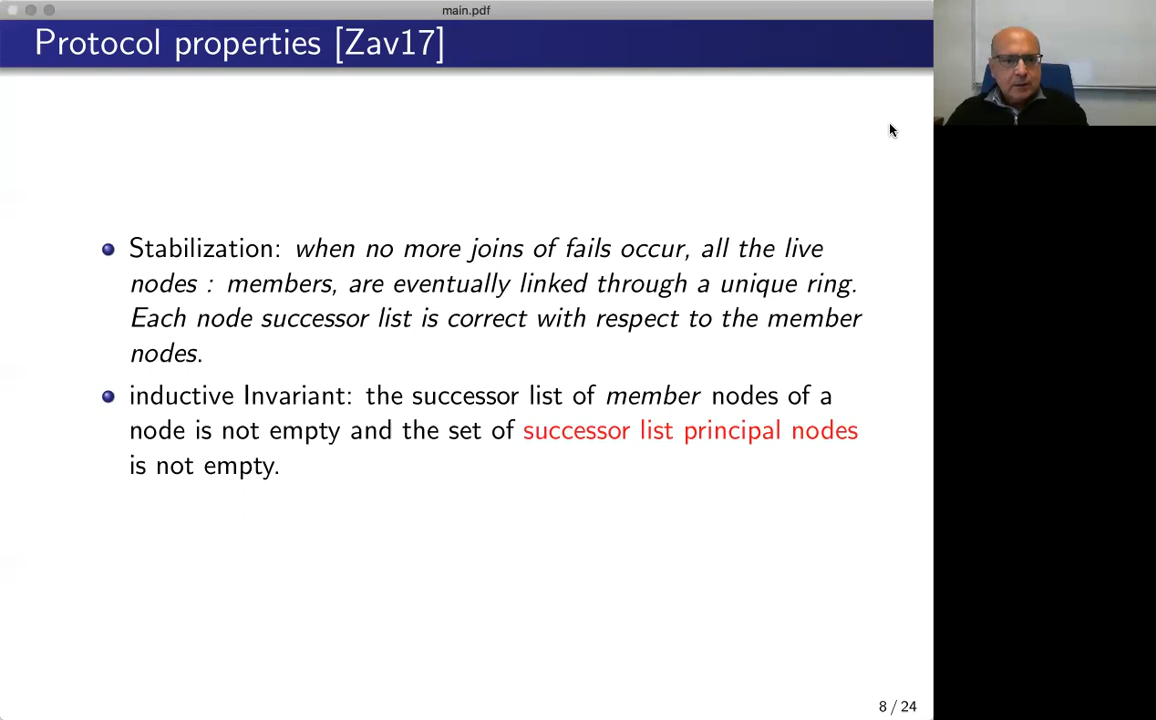 main.pdf
Protocol properties [Zav17]
Stabilization: when no more joins of fails occur, all the live
nodes : members, are eventually linked through a unique ring.
Each node successor list is correct with respect to the member
nodes.
inductive Invariant: the successor list of member nodes of a
node is not empty and the set of successor list principal nodes
is not empty.
8 / 24